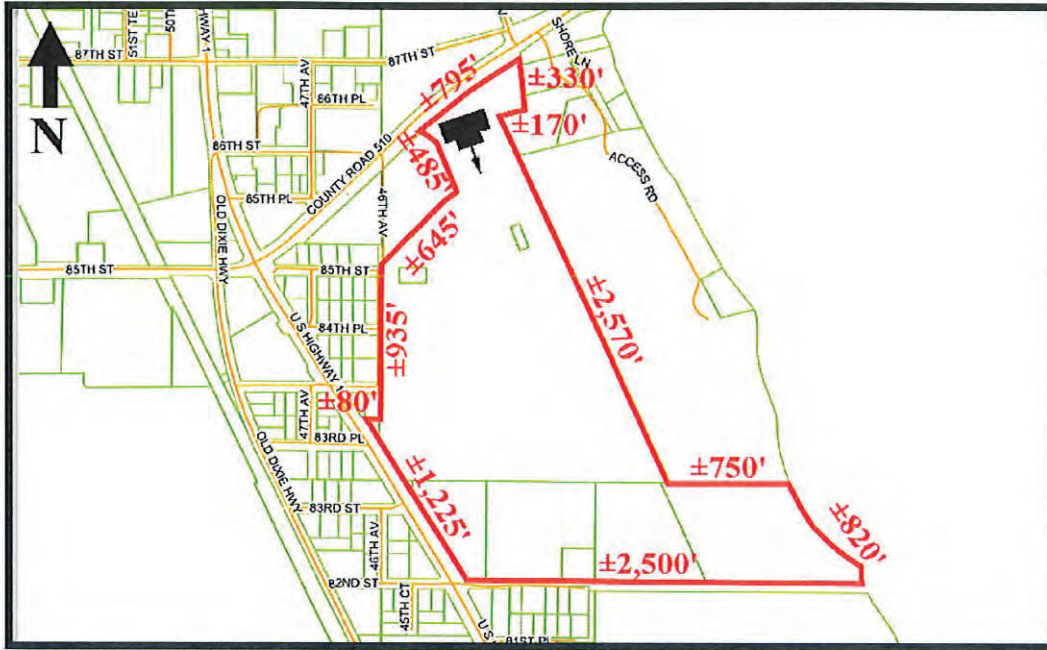 51ST TE
50TH
HWAY 1
SHORE LN
87TH ST
47TH AV
87TH ST
±795'
±330'
86TH PL
±170'
N
86TH ST
COUNTY ROAD 510
±485'
ACCESS RD
85TH PL
46TH AV
OLD DIXIE HWY
±645'
85TH ST
85TH ST
U S HIGHWAY 1
84TH PL
±935'
±2,570'
±80'
47TH AV
83RD PL
OLD DIXIE HWY
±1,225'
±750'
83RD ST
46TH AV
±820'
82ND ST
±2,500'
45TH CT
U S
81ST PL